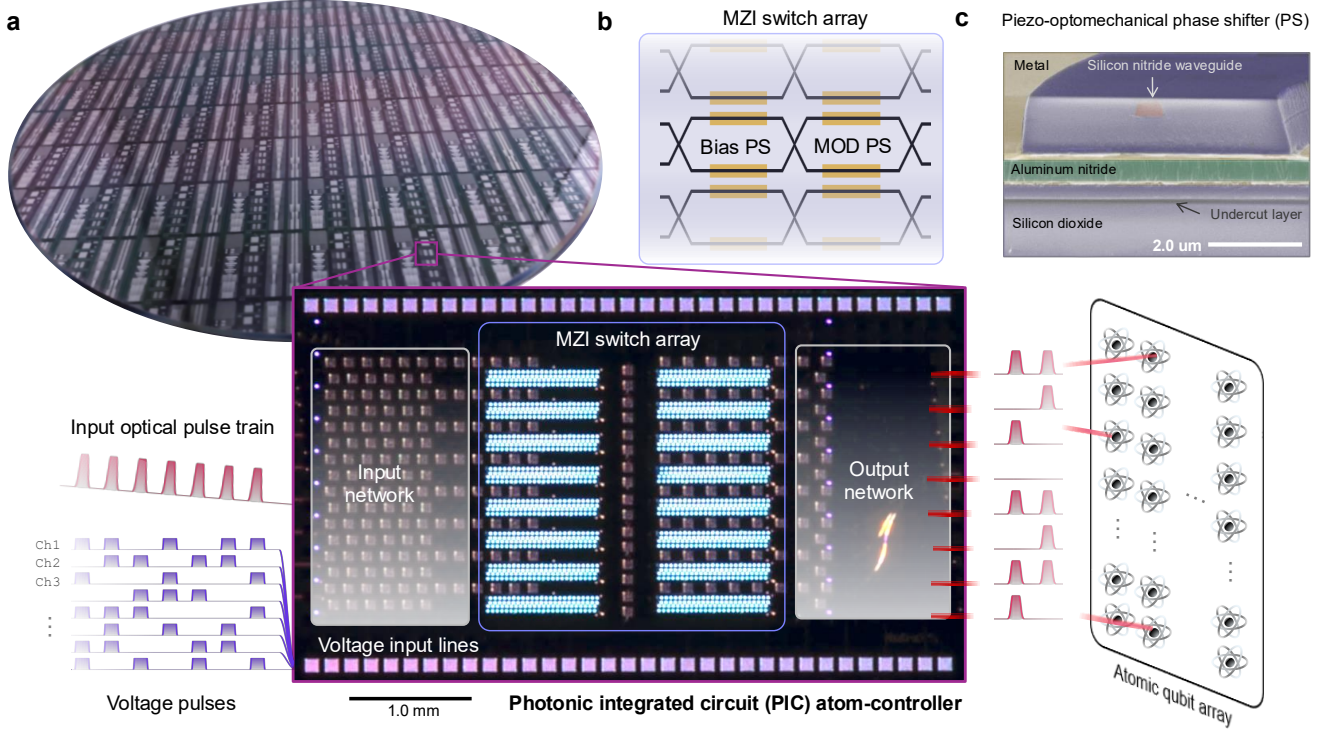 a
b
MZI switch array
Bias PS
MOD PS
c
Piezo-optomechanical phase shifter (PS)
Metal
Silicon nitride waveguide
Aluminum nitride
Undercut layer
Silicon dioxide
2.0 um
MZI switch array
Input optical pulse train
Input
network
Output
network
Ch1
Ch2
Ch3
Voltage input lines
Voltage pulses
1.0 mm
Photonic integrated circuit (PIC) atom-controller
Atomic qubit array